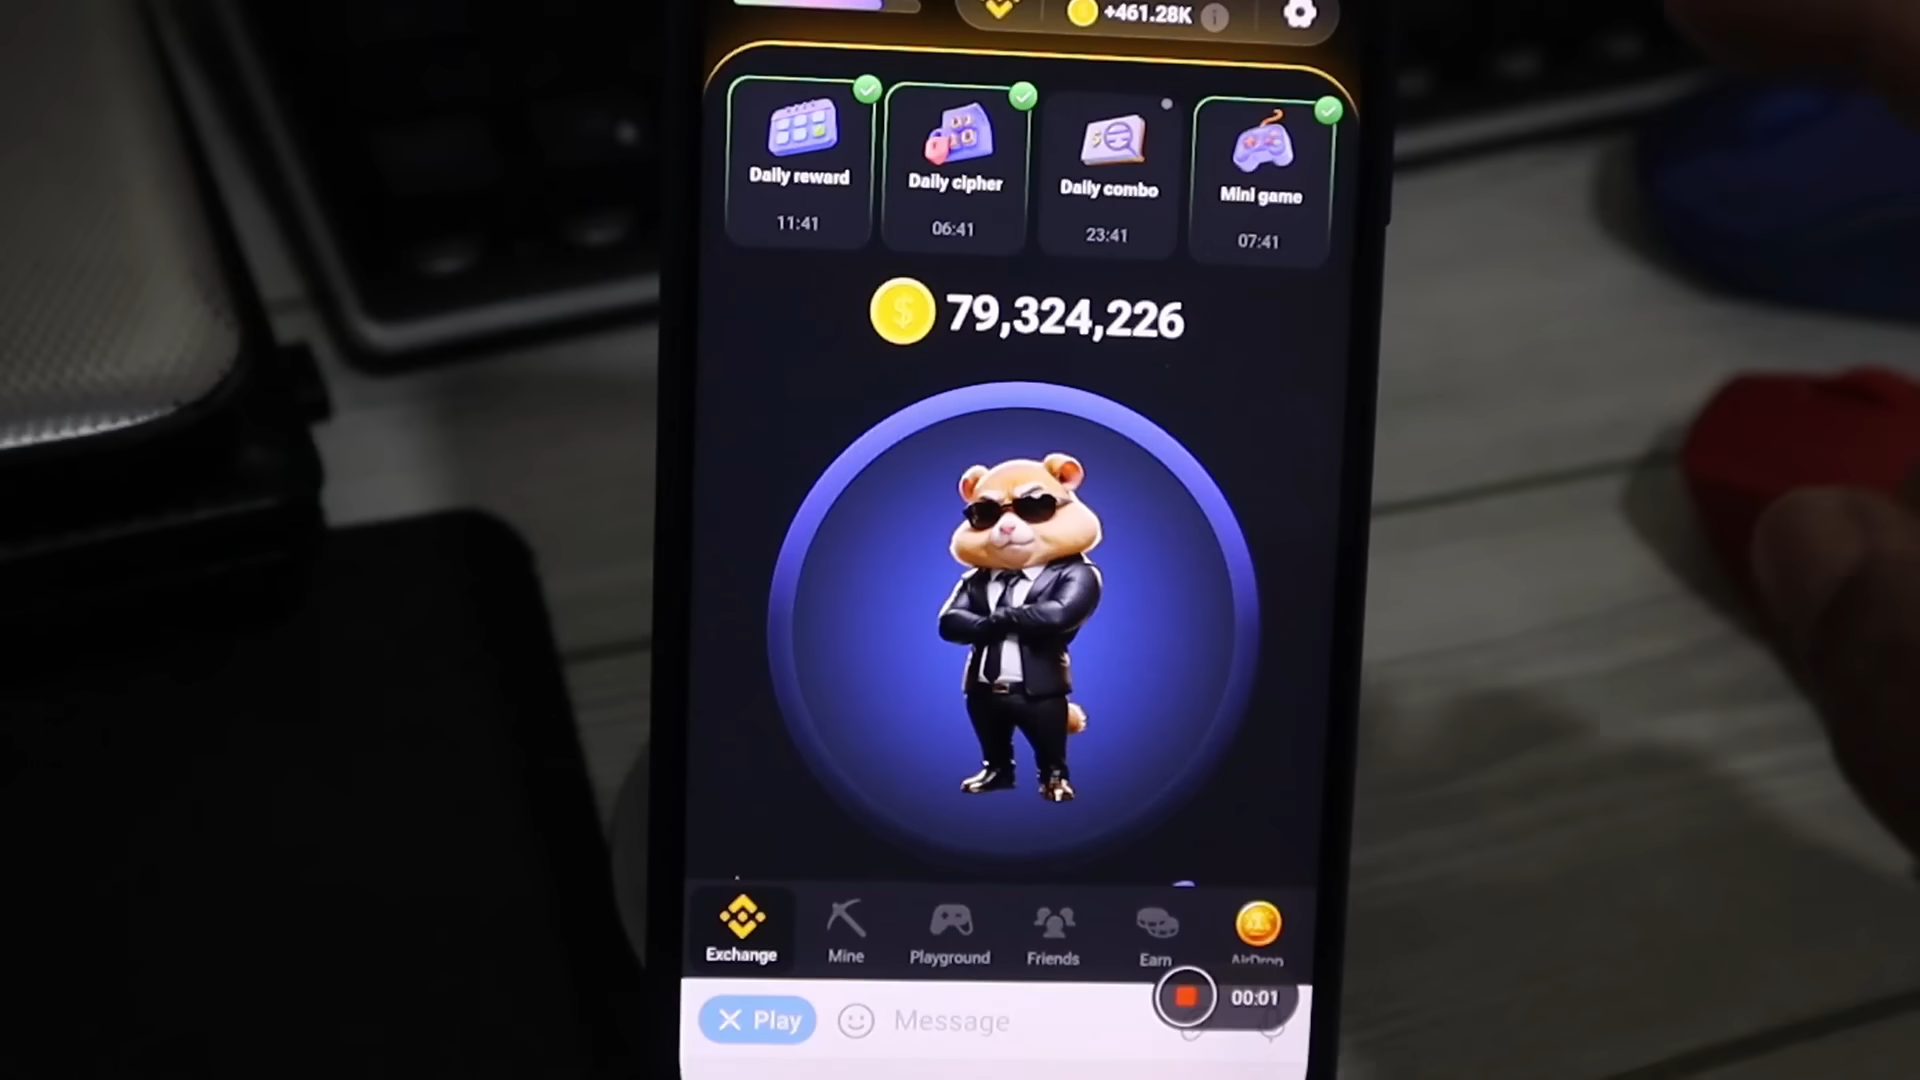 +461.28K
Daily reward
11:41
Daily cipher
06:41
Daily combo
23:41
Mini game
07:41
79,324,226
Exchange
Mine
Playground
Friends
Earn
AirDrop
00:01
Play
Message